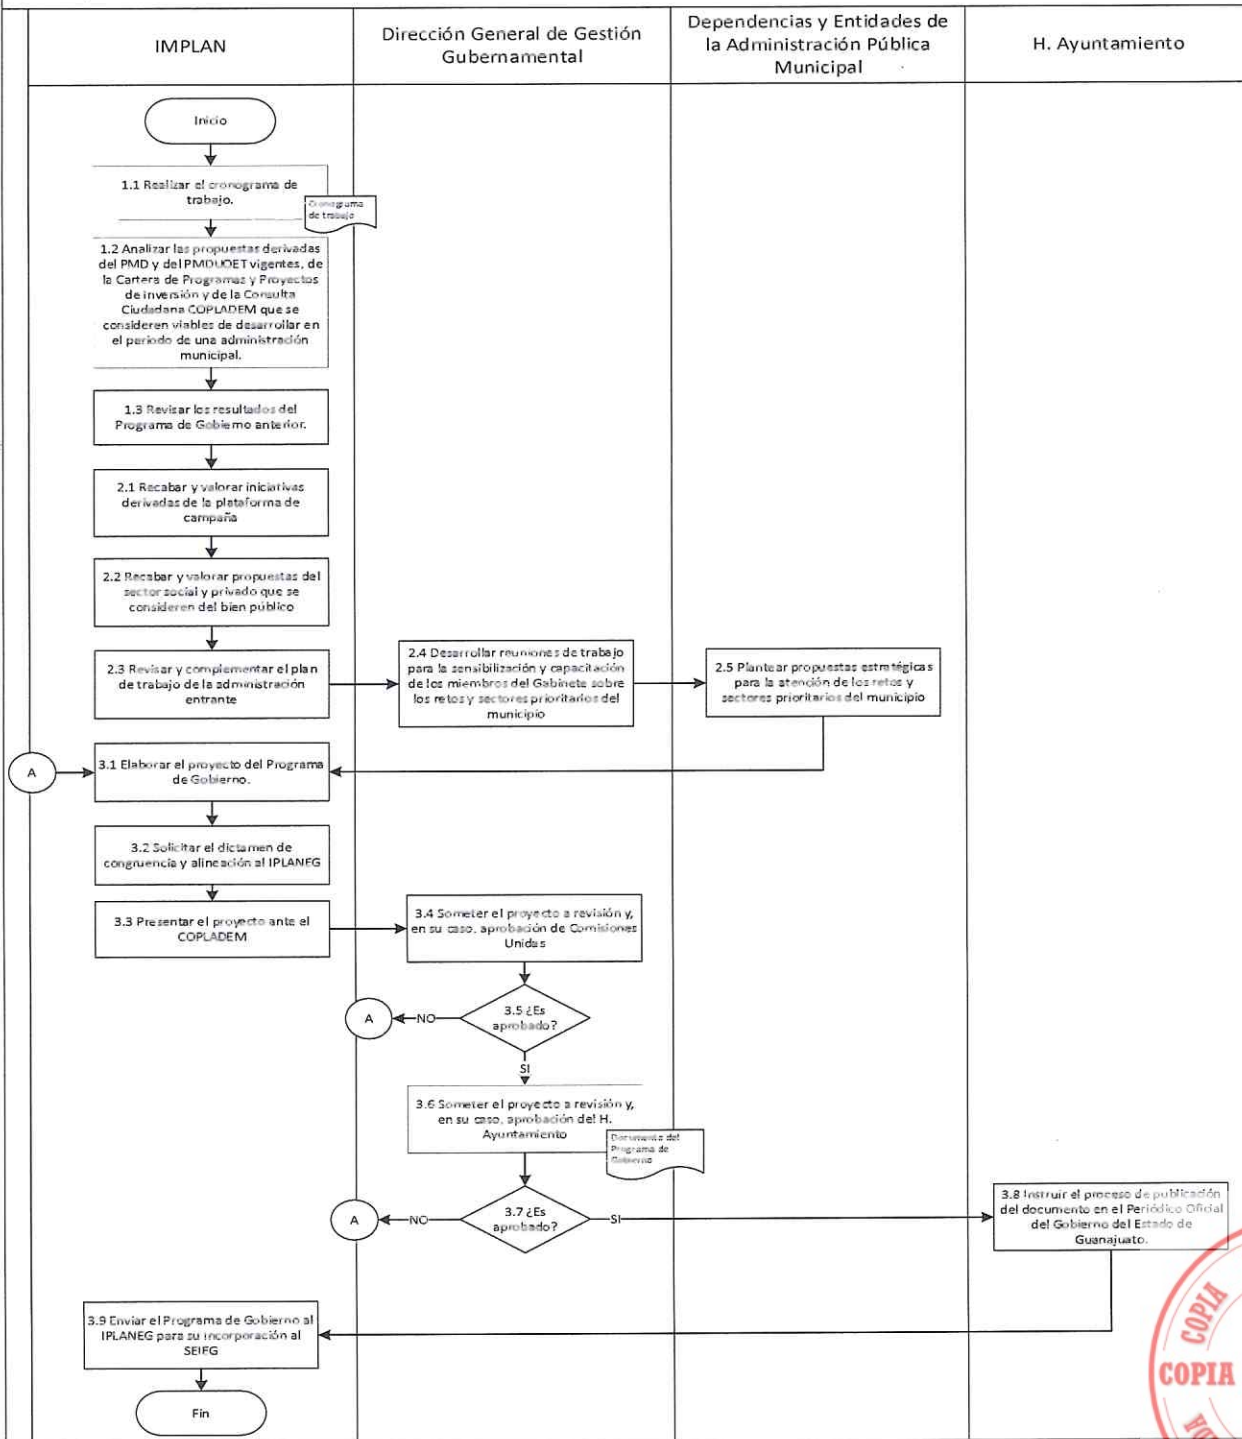 IMPLAN
Dirección General de Gestión
Gubernamental
Dependencias y Entidades de
la Administración Pública
Municipal
H. Ayuntamiento
Inicio
1.1 Realizar el cronograma de
trabajo.
Cronograma
de trabajo
1.2 Analizar las propuestas derivadas
del PMD y del PMDUOET vigentes, de
la Cartera de Programas y Proyectos
de inversión y de la Consulta
Ciudadana COPLADEM que se
consideren viables de desarrollar en
el periodo de una administración
municipal.
1.3 Revisar los resultados del
Programa de Gobierno anterior.
2.1 Recabar y valorar iniciativas
derivadas de la plataforma de
campaña
2.2 Recabar y valorar propuestas del
sector social y privado que se
consideren del bien público
2.3 Revisar y complementar el plan
de trabajo de la administración
entrante
2.4 Desarrollar reuniones de trabajo
para la sensibilización y capacitación
de los miembros del Gabinete sobre
los retos y sectores prioritarios del
municipio
2.5 Plantear propuestas estratégicas
para la atención de los retos y
sectores prioritarios del municipio
A
3.1 Elaborar el proyecto del Programa
de Gobierno.
3.2 Solicitar el dictamen de
congruencia y alineación al IPLANEG
3.3 Presentar el proyecto ante el
COPLADEM
3.4 Someter el proyecto a revisión y,
en su caso, aprobación de Comisiones
Unidas
3.5 ¿Es
aprobado?
NO
A
SI
3.6 Someter el proyecto a revisión y,
en su caso, aprobación del H.
Ayuntamiento
Documento del
Programa de
Gobierno
3.7 ¿Es
aprobado?
NO
A
SI
3.8 Instruir el proceso de publicación
del documento en el Periódico Oficial
del Gobierno del Estado de
Guanajuato.
3.9 Enviar el Programa de Gobierno al
IPLANEG para su incorporación al
SEIEG
Fin
COPIA
COPIA